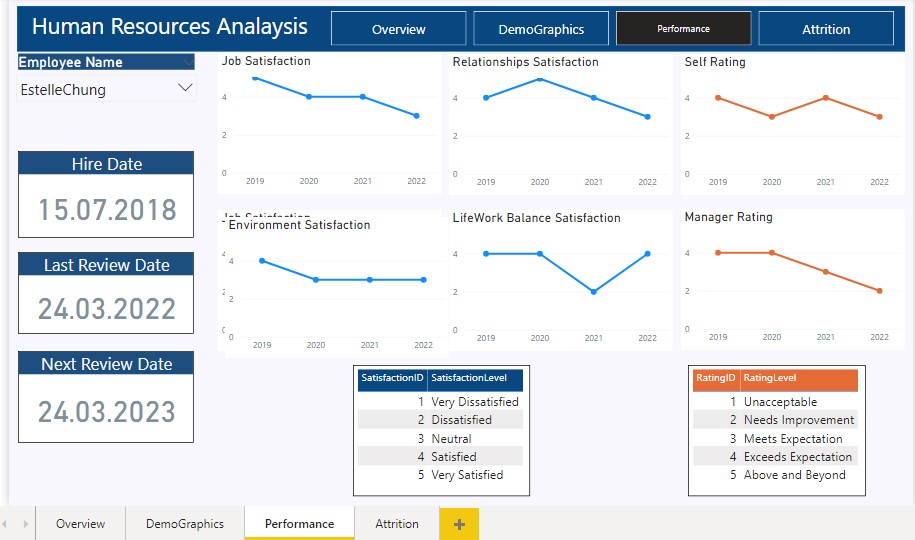 Human Resources Analaysis
Overview
DemoGraphics
Performance
Attrition
Employee Name
EstelleChung
Hire Date
15.07.2018
Last Review Date
24.03.2022
Next Review Date
24.03.2023
Job Satisfaction
4
2
0
2019 2020 2021 2022
Relationships Satisfaction
4
2
0
2019 2020 2021 2022
Self Rating
4
2
0
2019 2020 2021 2022
Job Satisfaction
Environment Satisfaction
4
2
0
2019 2020 2021 2022
LifeWork Balance Satisfaction
4
2
0
2019 2020 2021 2022
Manager Rating
4
2
0
2019 2020 2021 2022
SatisfactionID SatisfactionLevel
1 Very Dissatisfied
2 Dissatisfied
3 Neutral
4 Satisfied
5 Very Satisfied
RatingID RatingLevel
1 Unacceptable
2 Needs Improvement
3 Meets Expectation
4 Exceeds Expectation
5 Above and Beyond
Overview
DemoGraphics
Performance
Attrition
+